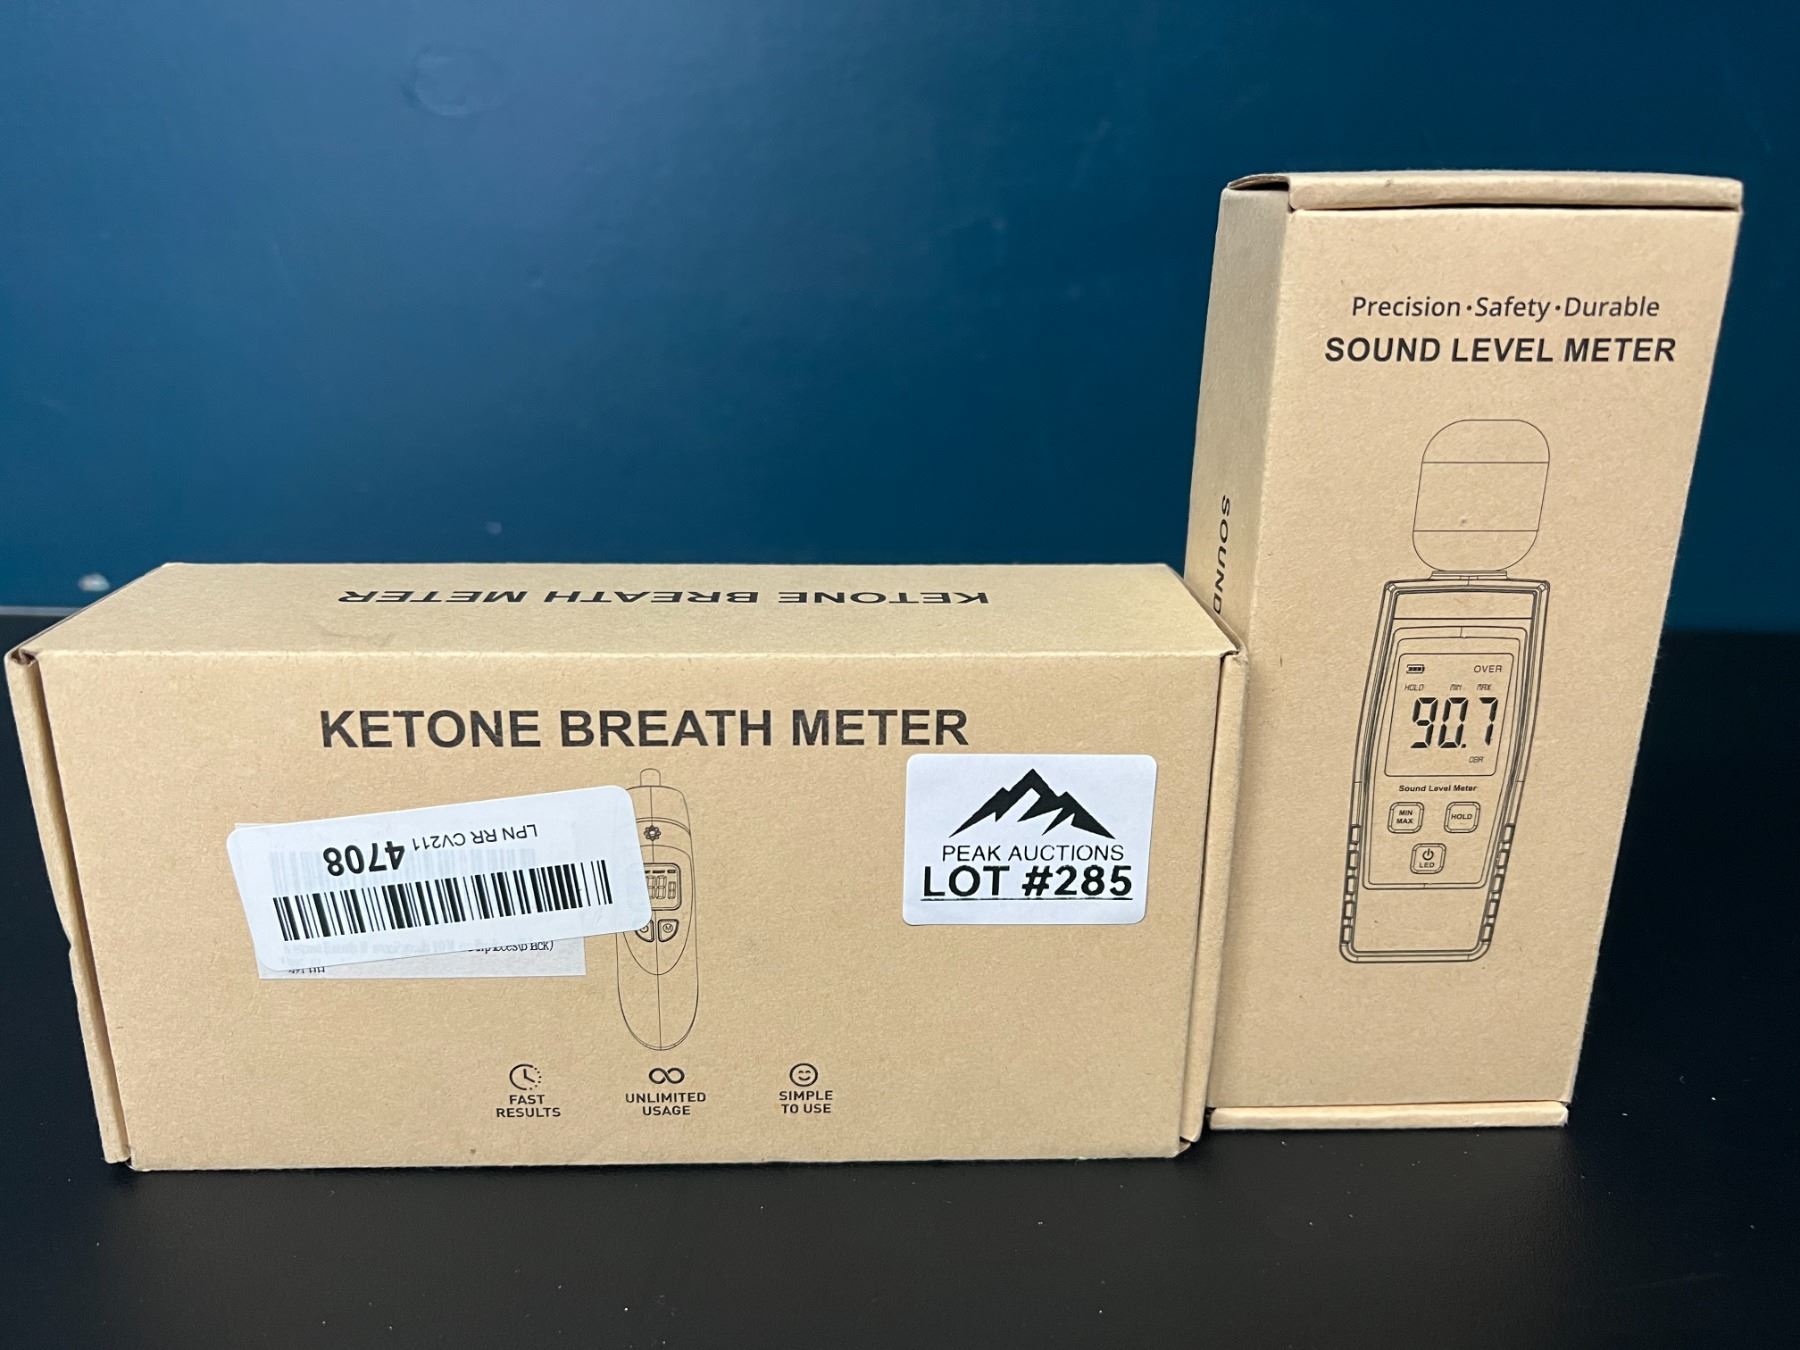 KETONE BREATH METER
KETONE BREATH METER
LPN RR CV211 4708
PEAK AUCTIONS
LOT #285
FAST
RESULTS
UNLIMITED
USAGE
SIMPLE
TO USE
SOUND
Precision·Safety·Durable
SOUND LEVEL METER
OVER
HOLD MIN MAX
90.7
DBA
Sound Level Meter
MIN
MAX
HOLD
LED
M